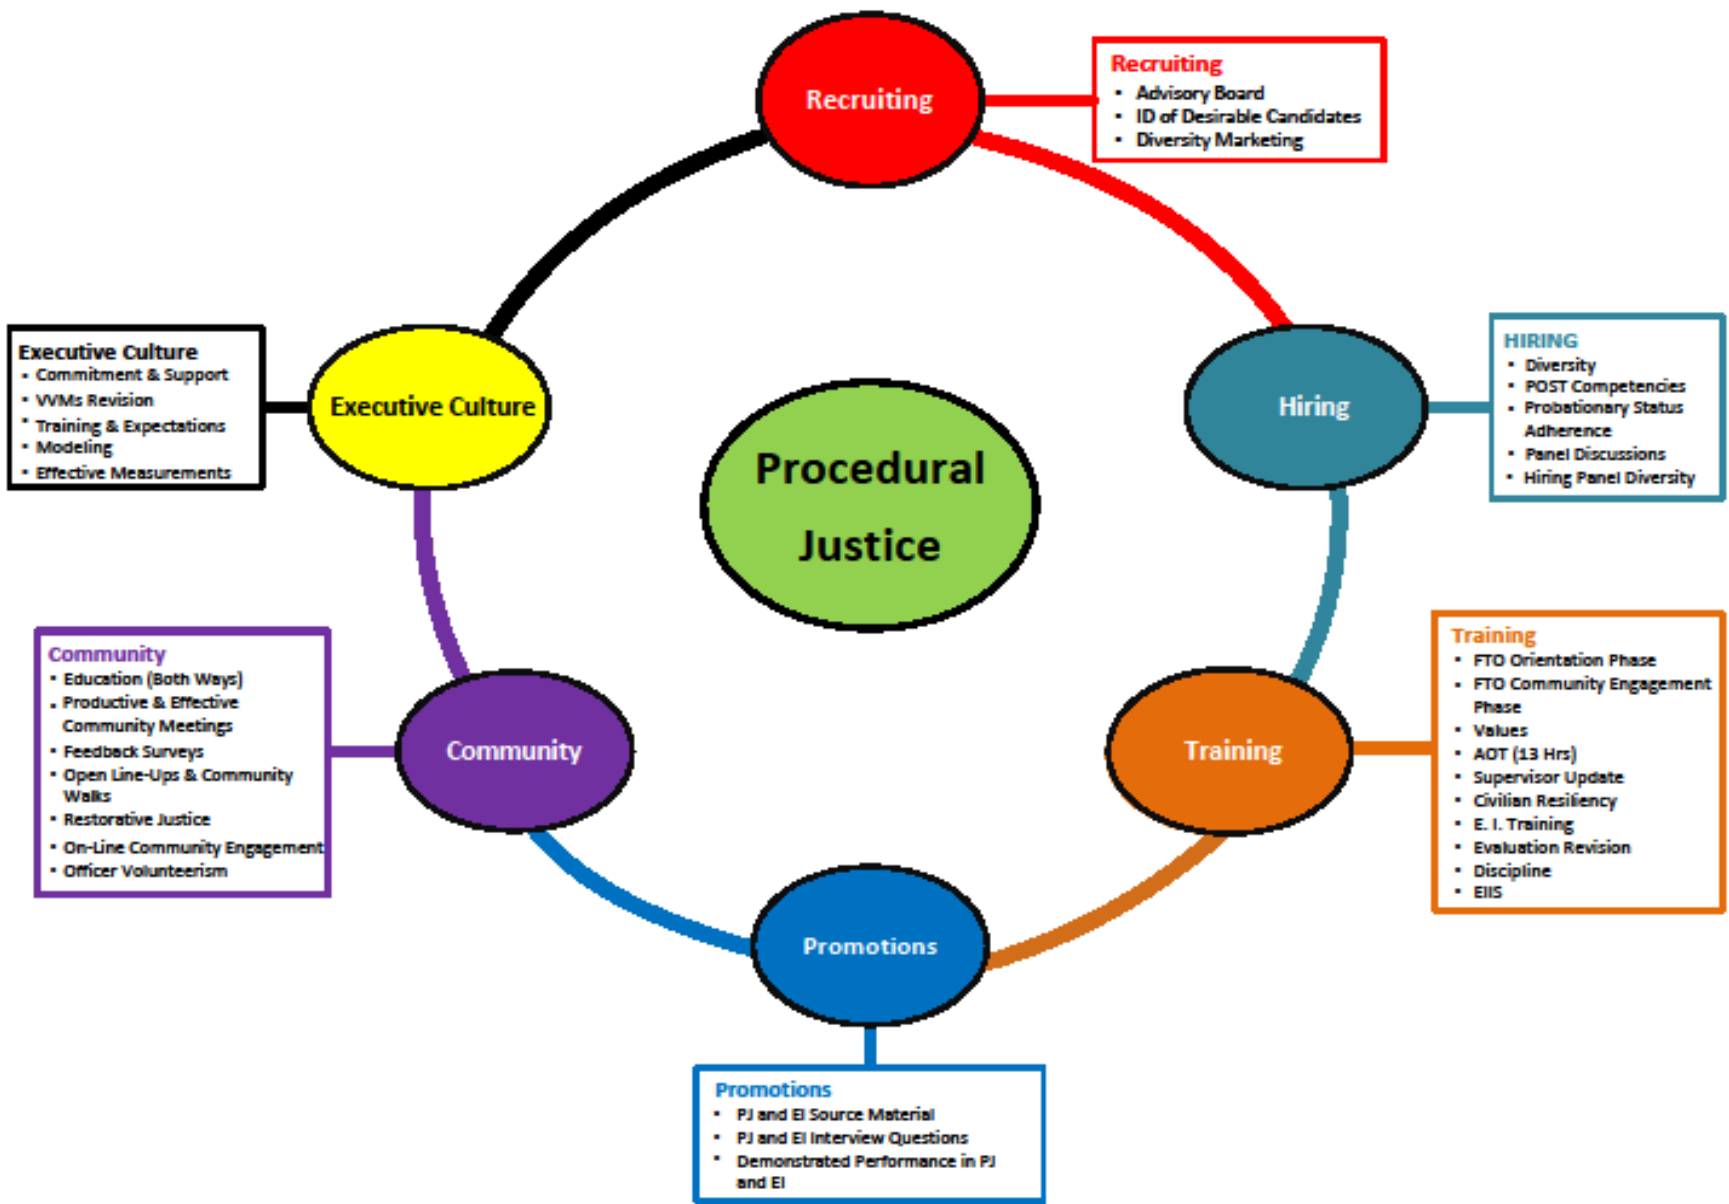 Recruiting
Recruiting
▪ Advisory Board
▪ ID of Desirable Candidates
▪ Diversity Marketing
Executive Culture
▪ Commitment & Support
▪ VVMs Revision
▪ Training & Expectations
▪ Modeling
▪ Effective Measurements
Executive Culture
Procedural
Justice
Hiring
HIRING
▪ Diversity
▪ POST Competencies
▪ Probationary Status
Adherence
▪ Panel Discussions
▪ Hiring Panel Diversity
Community
▪ Education (Both Ways)
▪ Productive & Effective
Community Meetings
▪ Feedback Surveys
▪ Open Line-Ups & Community
Walks
▪ Restorative Justice
▪ On-Line Community Engagement
▪ Officer Volunteerism
Community
Training
Training
▪ FTO Orientation Phase
▪ FTO Community Engagement
Phase
▪ Values
▪ AOT (13 Hrs)
▪ Supervisor Update
▪ Civilian Resiliency
▪ E. I. Training
▪ Evaluation Revision
▪ Discipline
▪ EIIS
Promotions
Promotions
▪ PJ and EI Source Material
▪ PJ and EI Interview Questions
▪ Demonstrated Performance in PJ
and EI